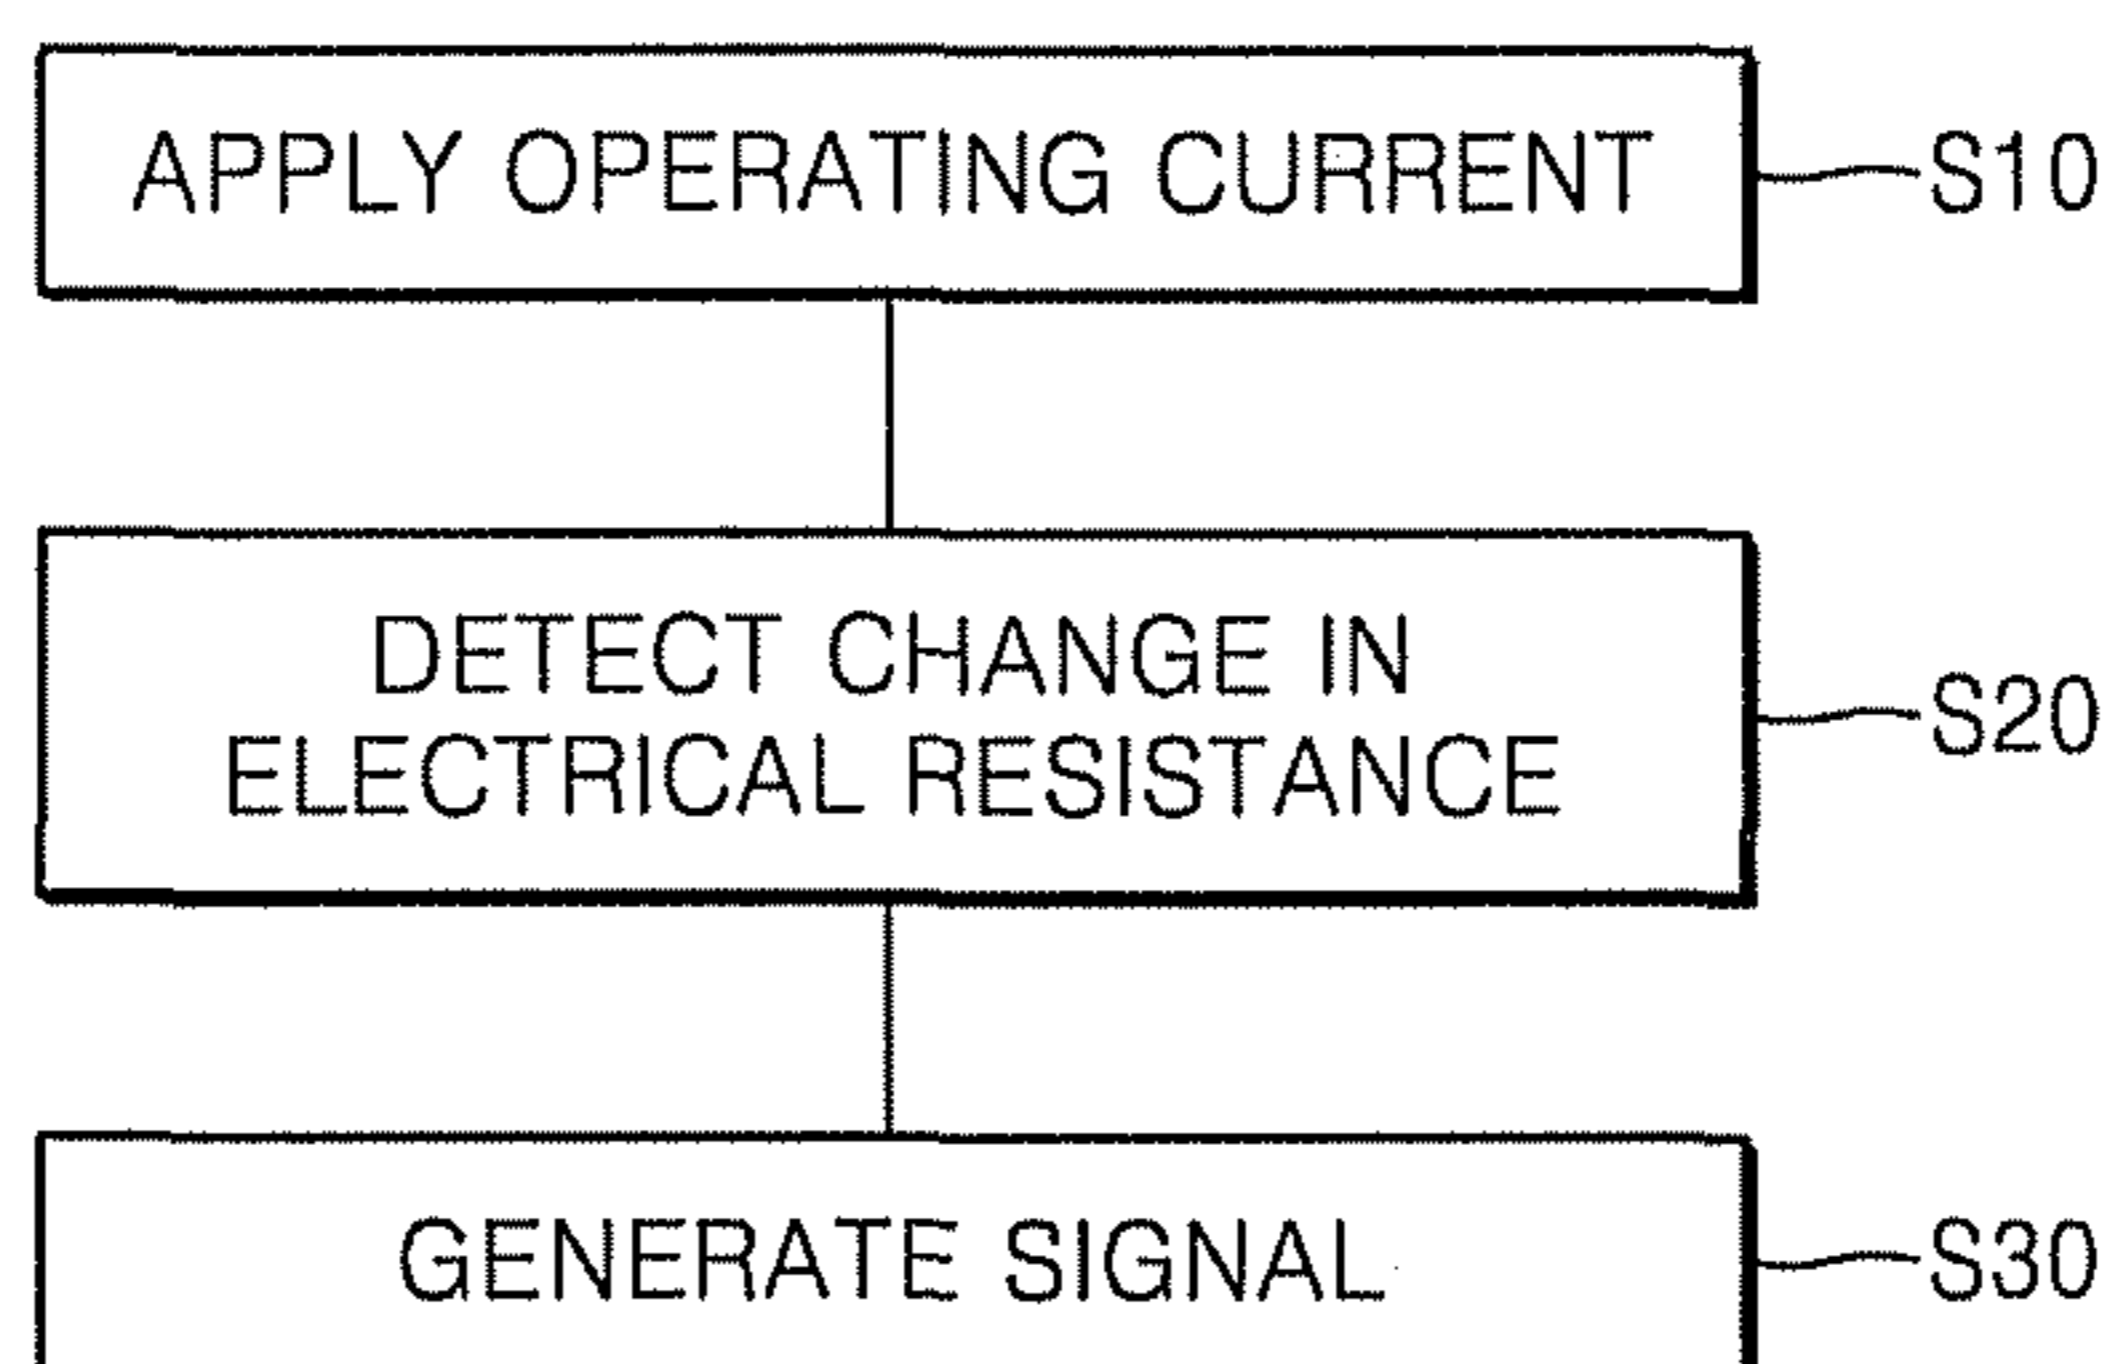 APPLY OPERATING CURRENT
S10
DETECT CHANGE IN
ELECTRICAL RESISTANCE
S20
GENERATE SIGNAL
S30